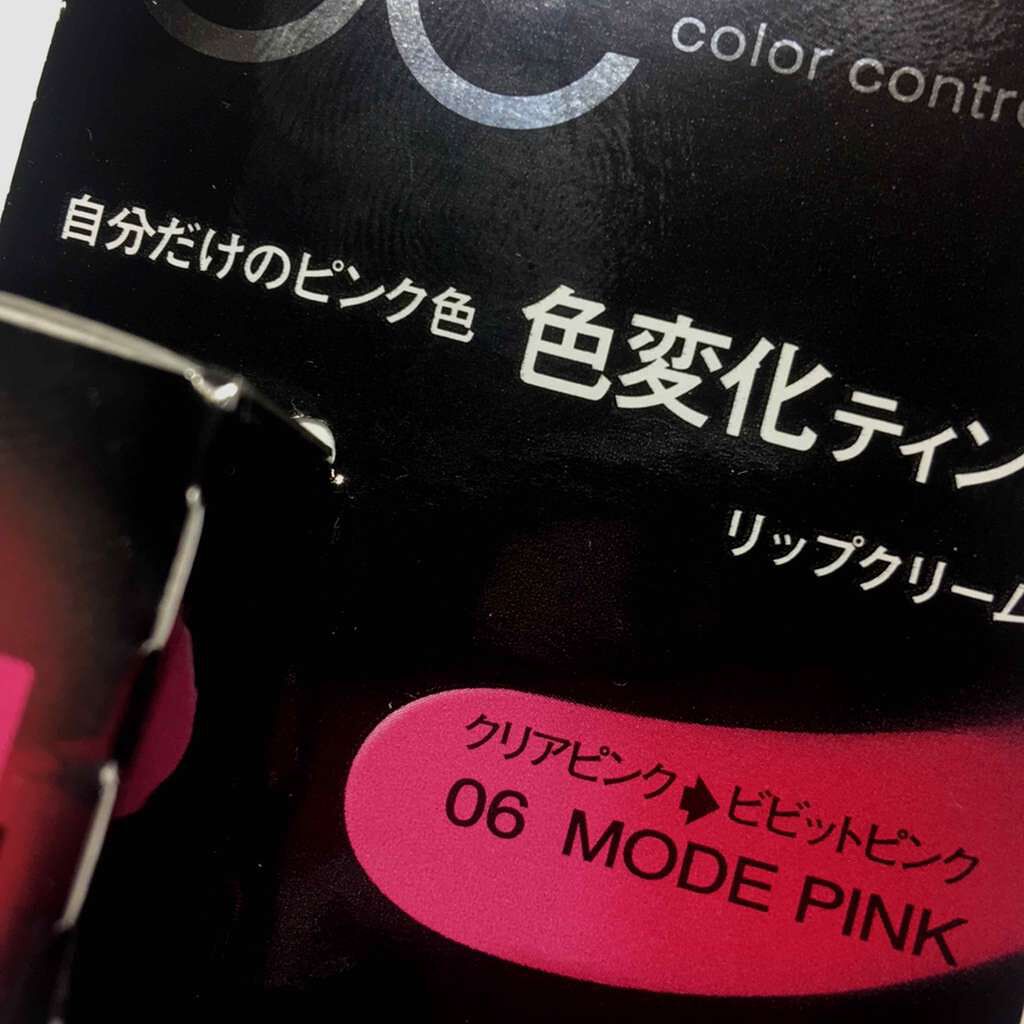 color contr
自分だけのピンク色 色変化ティン
リップクリーム
クリアピンク➡ビビットピンク
06 MODE PINK